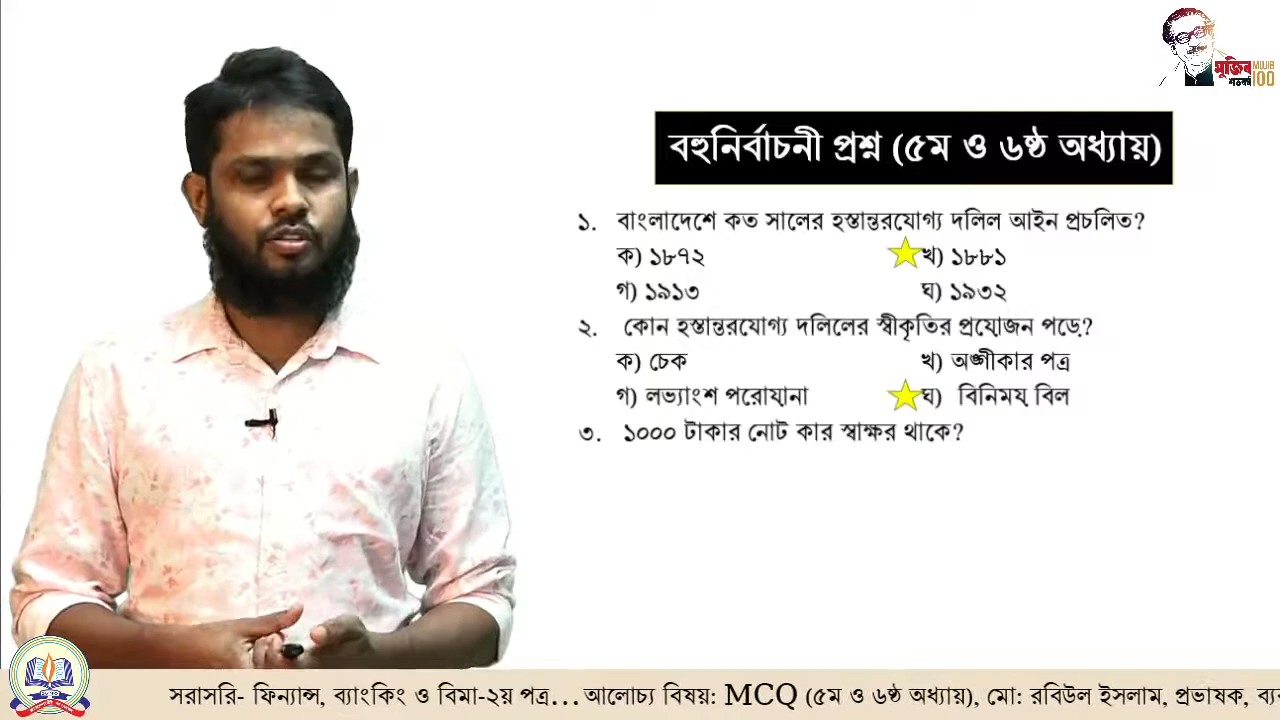 মুক্তিব MUJIB
শতবর্ষ 100
বহুনির্বাচনী প্রশ্ন (৫ম ও ৬ষ্ঠ অধ্যায়)
১. বাংলাদেশে কত সালের হস্তান্তরযোগ্য দলিল আইন প্রচলিত?
ক) ১৮৭২ খ) ১৮৮১
গ) ১৯১৩ ঘ) ১৯৩২
২. কোন হস্তান্তরযোগ্য দলিলের স্বীকৃতির প্রয়োজন পড়ে?
ক) চেক খ) অঙ্গীকার পত্র
গ) লভ্যাংশ পরোয়ানা ঘ) বিনিময় বিল
৩. ১০০০ টাকার নোট কার স্বাক্ষর থাকে?
সরাসরি- ফিন্যান্স, ব্যাংকিং ও বিমা-২য় পত্র... আলোচ্য বিষয়: MCQ (৫ম ও ৬ষ্ঠ অধ্যায়), মো: রবিউল ইসলাম, প্রভাষক,